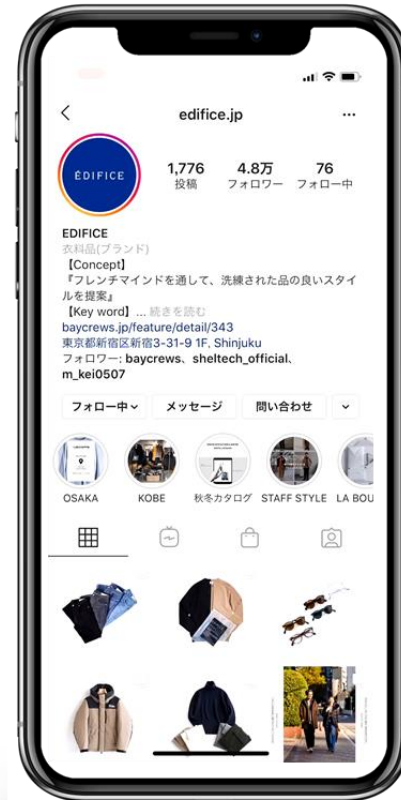 edifice.jp
ÉDIFICE
1,776 4.8万 76
投稿 フォロワー フォロー中
EDIFICE
衣料品(ブランド)
【Concept】
『フレンチマインドを通して、洗練された品の良いスタイ
ルを提案』
【Key word】... 続きを読む
baycrews.jp/feature/detail/343
東京都新宿区新宿3-31-9 1F, Shinjuku
フォロワー: baycrews、sheltech_official、
m_kei0507
フォロー中 メッセージ 問い合わせ
OSAKA KOBE 秋冬カタログ STAFF STYLE LA BOU